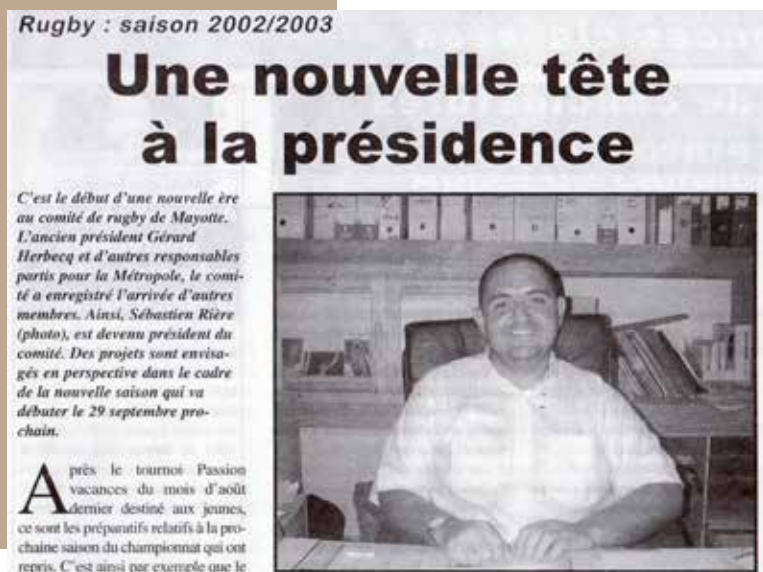 Rugby : saison 2002/2003
Une nouvelle tête
à la présidence
C'est le début d'une nouvelle ère
au comité de rugby de Mayotte.
L'ancien président Gérard
Herbecq et d'autres responsables
partis pour la Métropole, le comi-
té a enregistré l'arrivée d'autres
membres. Ainsi, Sébastien Rière
(photo), est devenu président du
comité. Des projets sont envisa-
gés en perspective dans le cadre
de la nouvelle saison qui va
débuter le 29 septembre pro-
chain.
Après le tournoi Passion
vacances du mois d'août
dernier destiné aux jeunes,
ce sont les préparatifs relatifs à la pro-
chaine saison du championnat qui ont
repris. C'est ainsi par exemple que le